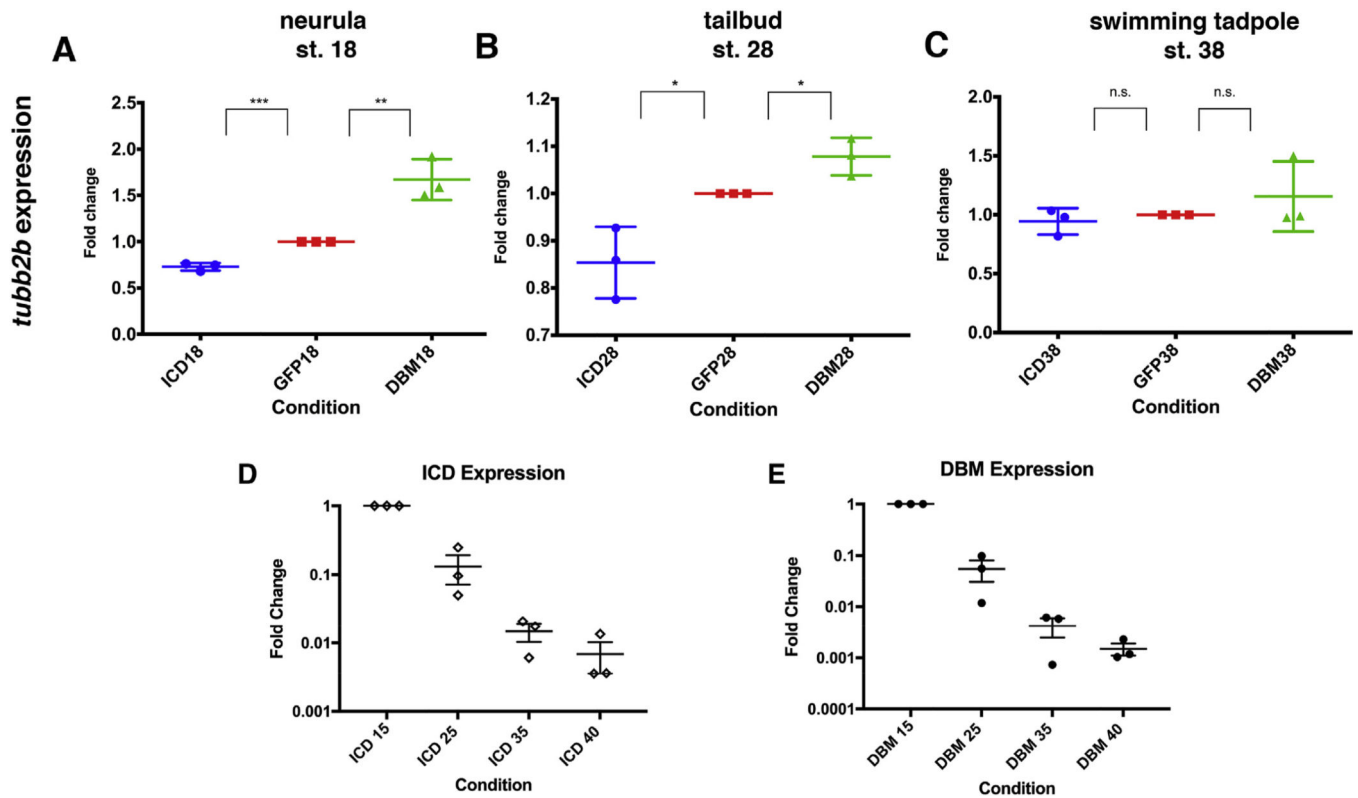 neurula
st. 18
tailbud
st. 28
swimming tadpole
st. 38
A
B
C
tubb2b expression
Fold change
2.5
2.0
1.5
1.0
0.5
0.0
***
**
ICD18
GFP18
DBM18
Condition
Fold change
1.2
1.1
1.0
0.9
0.8
0.7
*
*
ICD28
GFP28
DBM28
Condition
Fold change
2.0
1.5
1.0
0.5
0.0
n.s.
n.s.
ICD38
GFP38
DBM38
Condition
D
ICD Expression
Fold Change
1
0.1
0.01
0.001
ICD 15
ICD 25
ICD 35
ICD 40
Condition
E
DBM Expression
Fold Change
1
0.1
0.01
0.001
0.0001
DBM 15
DBM 25
DBM 35
DBM 40
Condition